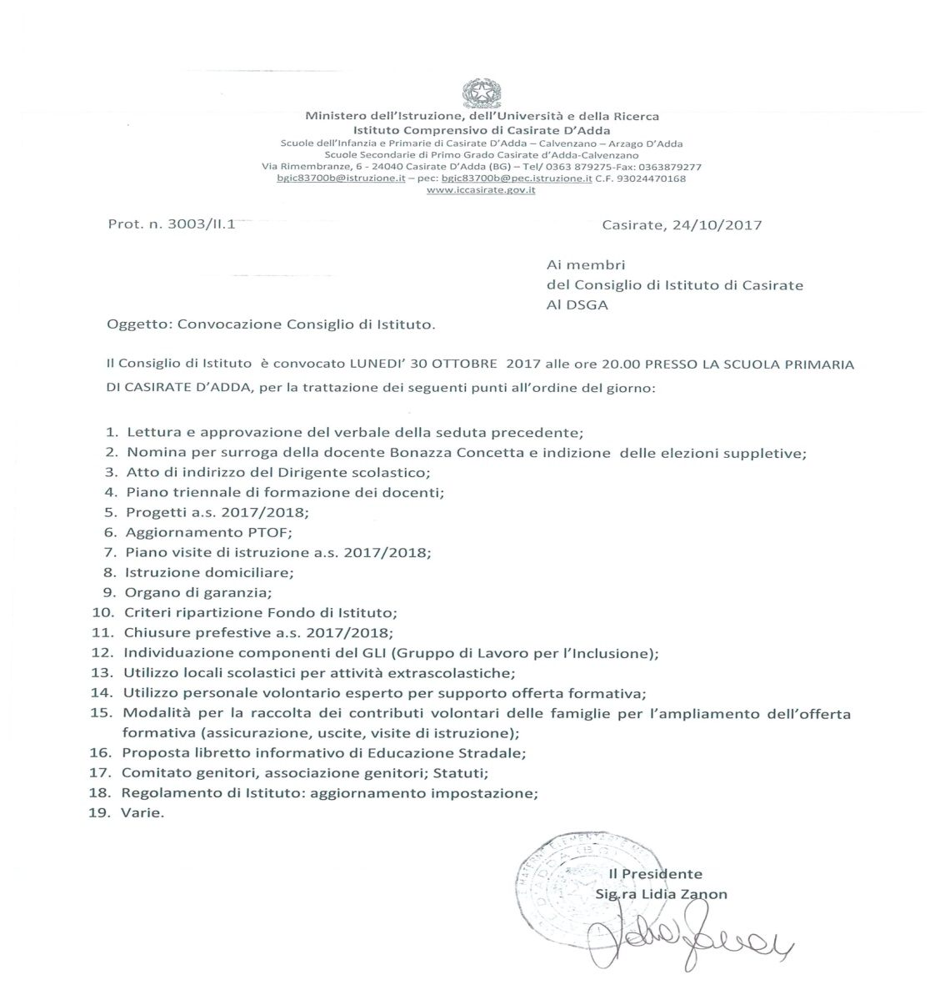 Ministero dell’Istruzione, dell’Università e della Ricerca
Istituto Comprensivo di Casirate D’Adda
Scuole dell’Infanzia e Primarie di Casirate D’Adda – Calvenzano – Arzago D’Adda
Scuole Secondarie di Primo Grado Casirate d’Adda-Calvenzano
Via Rimembranze, 6 - 24040 Casirate D’Adda (BG) – Tel/ 0363 879275-Fax: 0363879277
bgic83700b@istruzione.it – pec: bgic83700b@pec.istruzione.it C.F. 93024470168
www.iccasirate.gov.it
Prot. n. 3003/II.1
Casirate, 24/10/2017
Ai membri
del Consiglio di Istituto di Casirate
Al DSGA
Oggetto: Convocazione Consiglio di Istituto.
Il Consiglio di Istituto è convocato LUNEDI’ 30 OTTOBRE 2017 alle ore 20.00 PRESSO LA SCUOLA PRIMARIA
DI CASIRATE D’ADDA, per la trattazione dei seguenti punti all’ordine del giorno:
1. Lettura e approvazione del verbale della seduta precedente;
2. Nomina per surroga della docente Bonazza Concetta e indizione delle elezioni suppletive;
3. Atto di indirizzo del Dirigente scolastico;
4. Piano triennale di formazione dei docenti;
5. Progetti a.s. 2017/2018;
6. Aggiornamento PTOF;
7. Piano visite di istruzione a.s. 2017/2018;
8. Istruzione domiciliare;
9. Organo di garanzia;
10. Criteri ripartizione Fondo di Istituto;
11. Chiusure prefestive a.s. 2017/2018;
12. Individuazione componenti del GLI (Gruppo di Lavoro per l’Inclusione);
13. Utilizzo locali scolastici per attività extrascolastiche;
14. Utilizzo personale volontario esperto per supporto offerta formativa;
15. Modalità per la raccolta dei contributi volontari delle famiglie per l’ampliamento dell’offerta
formativa (assicurazione, uscite, visite di istruzione);
16. Proposta libretto informativo di Educazione Stradale;
17. Comitato genitori, associazione genitori; Statuti;
18. Regolamento di Istituto: aggiornamento impostazione;
19. Varie.
MATERNE ELEMENTARI E
D'ADDA (BG)
Il Presidente
Sig.ra Lidia Zanon